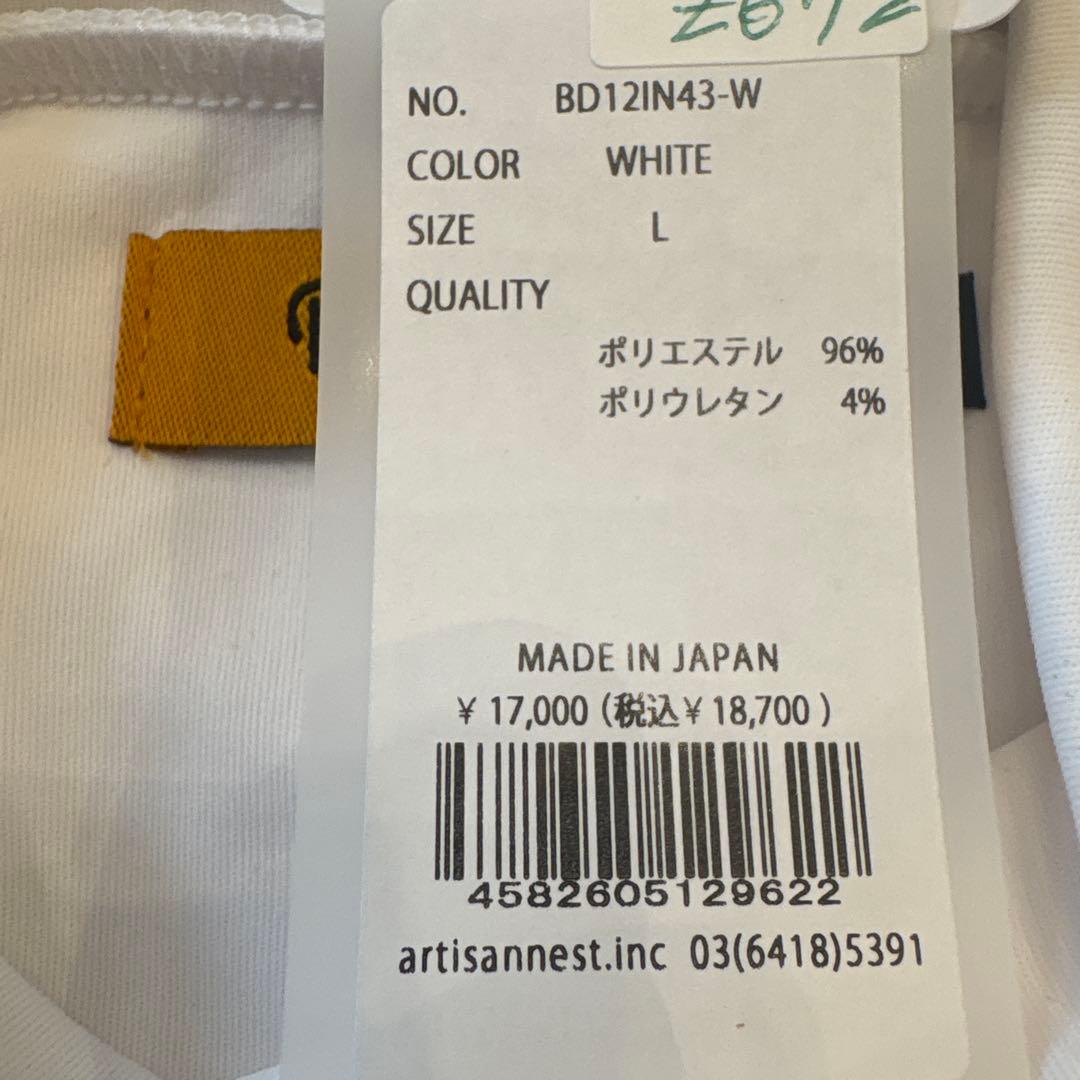 NO. BD12IN43-W
COLOR WHITE
SIZE L
QUALITY
ポリエステル 96%
ポリウレタン 4%
MADE IN JAPAN
¥ 17,000 (税込¥ 18,700 )
4582605129622
artisannest.inc 03(6418)5391